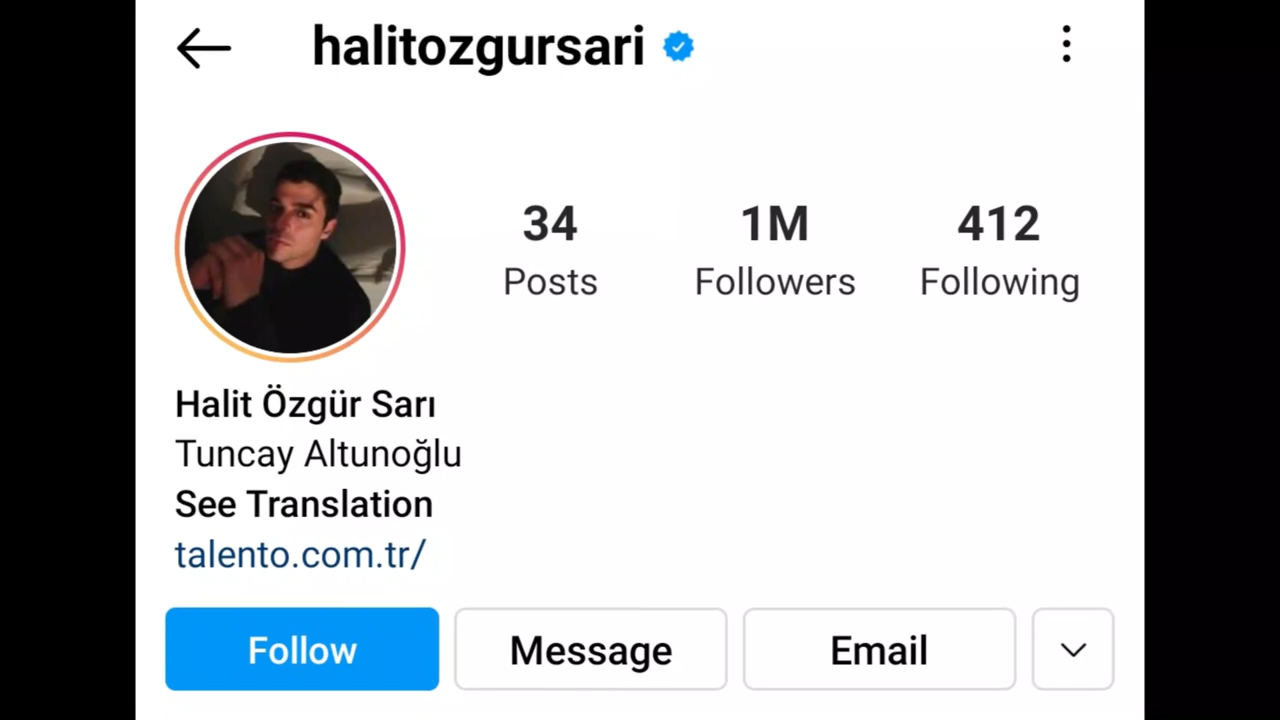 halitozgursari
34
1M
412
Posts
Followers
Following
Halit Özgür Sarı
Tuncay Altunoğlu
See Translation
talento.com.tr/
Follow
Message
Email